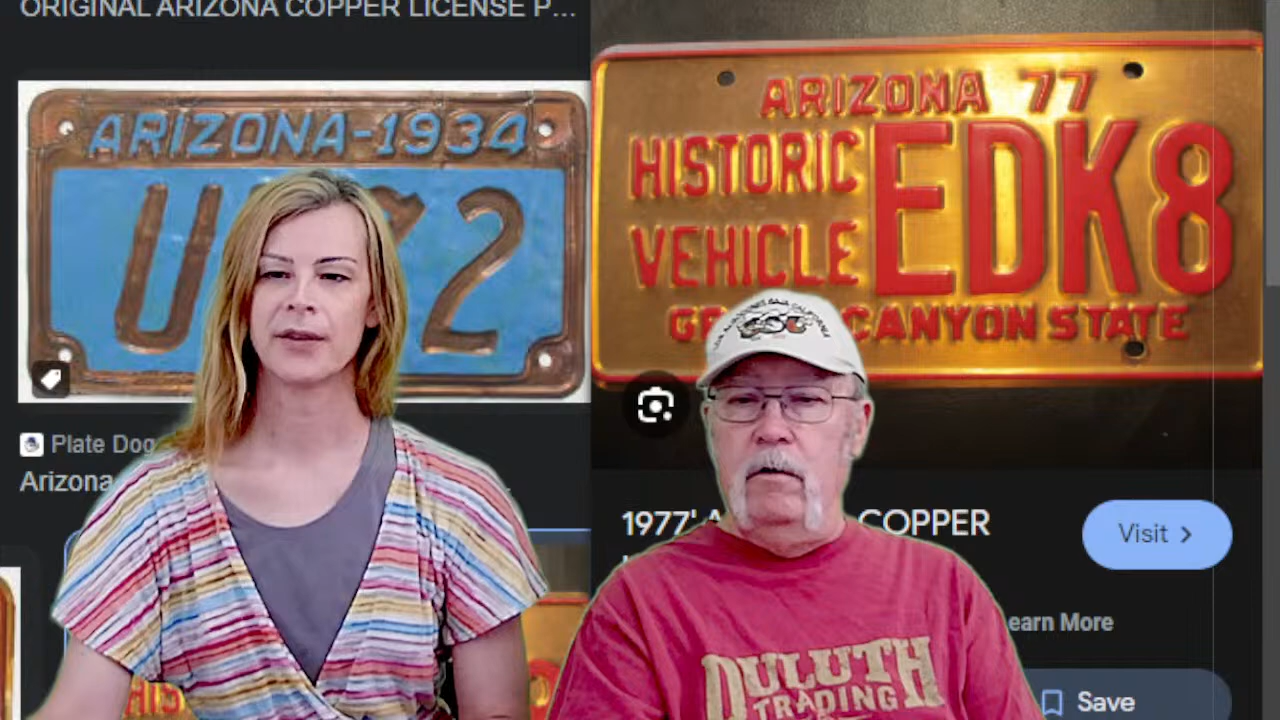 ORIGINAL ARIZONA COPPER LICENSE P...
ARIZONA-1934
U 2
Plate Dog
Arizona
ARIZONA 77
HISTORIC
VEHICLE
EDK8
CANYON STATE
1977' COPPER
Visit >
earn More
Save
DULUTH
TRADING
HIS